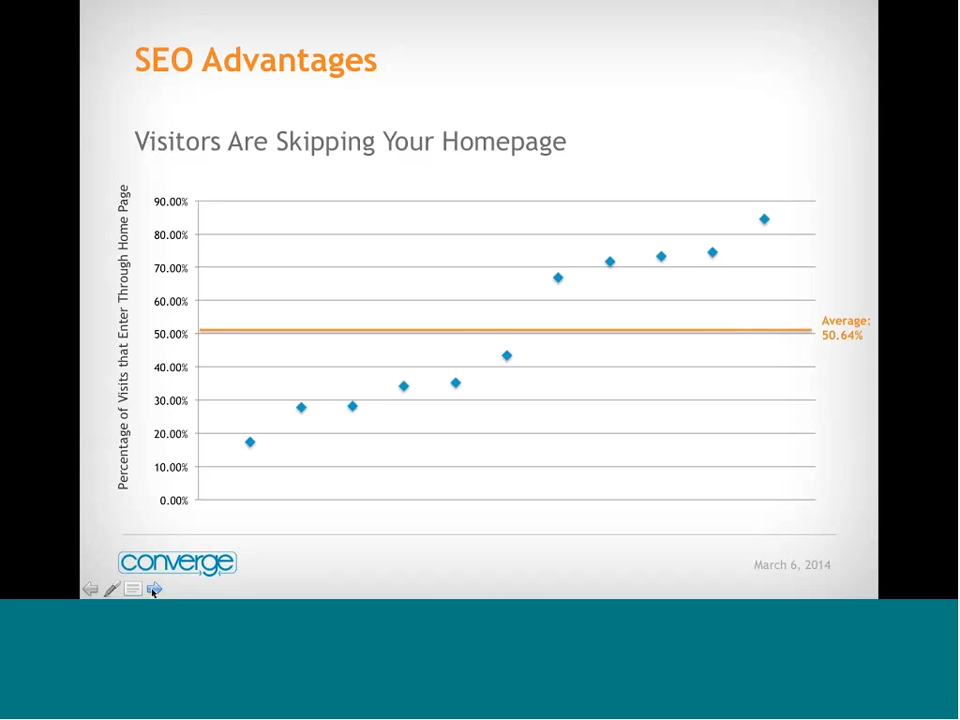 SEO Advantages
Visitors Are Skipping Your Homepage
Percentage of Visits that Enter Through Home Page
90.00%
80.00%
70.00%
60.00%
50.00%
40.00%
30.00%
20.00%
10.00%
0.00%
Average:
50.64%
converge
March 6, 2014